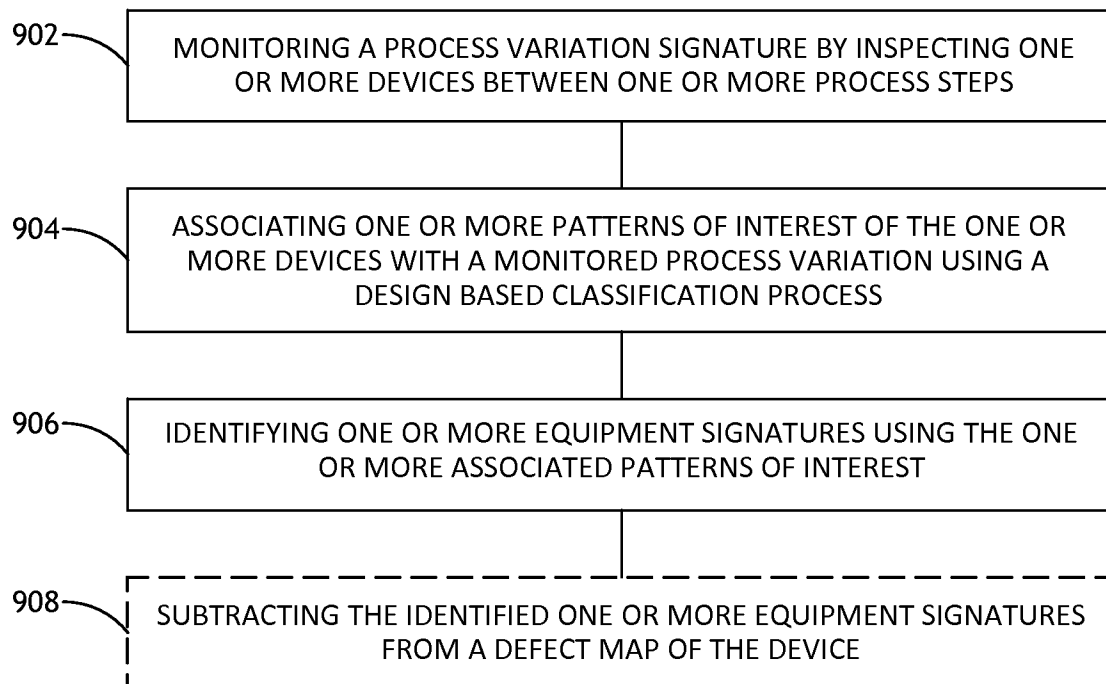 902
MONITORING A PROCESS VARIATION SIGNATURE BY INSPECTING ONE
OR MORE DEVICES BETWEEN ONE OR MORE PROCESS STEPS
904
ASSOCIATING ONE OR MORE PATTERNS OF INTEREST OF THE ONE OR
MORE DEVICES WITH A MONITORED PROCESS VARIATION USING A
DESIGN BASED CLASSIFICATION PROCESS
906
IDENTIFYING ONE OR MORE EQUIPMENT SIGNATURES USING THE ONE
OR MORE ASSOCIATED PATTERNS OF INTEREST
908
SUBTRACTING THE IDENTIFIED ONE OR MORE EQUIPMENT SIGNATURES
FROM A DEFECT MAP OF THE DEVICE